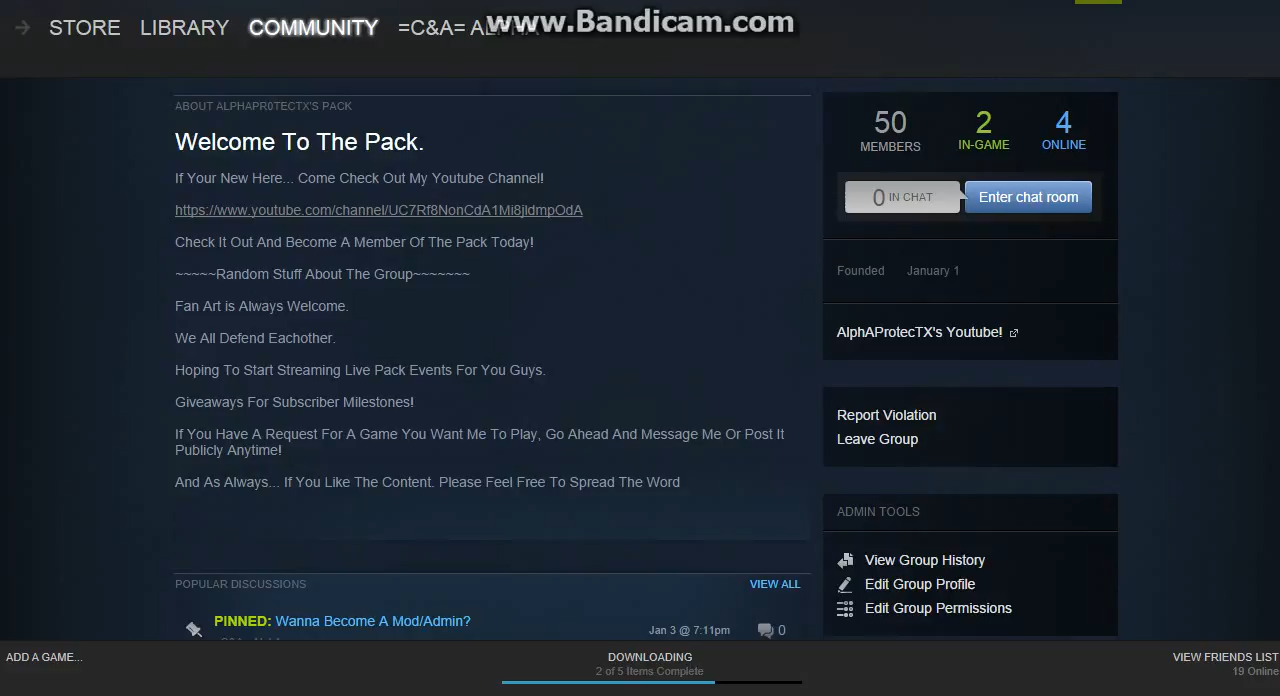 www.Bandicam.com
STORE LIBRARY COMMUNITY =C&A= ALPHA
ABOUT ALPHAPR0TECTX'S PACK
Welcome To The Pack.
If Your New Here... Come Check Out My Youtube Channel!
https://www.youtube.com/channel/UC7Rf8NonCdA1Mi8jldmpOdA
Check It Out And Become A Member Of The Pack Today!
~~~~~Random Stuff About The Group~~~~~~~
Fan Art is Always Welcome.
We All Defend Eachother.
Hoping To Start Streaming Live Pack Events For You Guys.
Giveaways For Subscriber Milestones!
If You Have A Request For A Game You Want Me To Play, Go Ahead And Message Me Or Post It
Publicly Anytime!
And As Always... If You Like The Content. Please Feel Free To Spread The Word
50 2 4
MEMBERS IN-GAME ONLINE
0 IN CHAT Enter chat room
Founded January 1
AlphAProtecTX's Youtube!
Report Violation
Leave Group
ADMIN TOOLS
View Group History
Edit Group Profile
Edit Group Permissions
POPULAR DISCUSSIONS VIEW ALL
PINNED: Wanna Become A Mod/Admin?
Jan 3 @ 7:11pm 0
ADD A GAME... DOWNLOADING VIEW FRIENDS LIST
2 of 5 Items Complete 19 Online